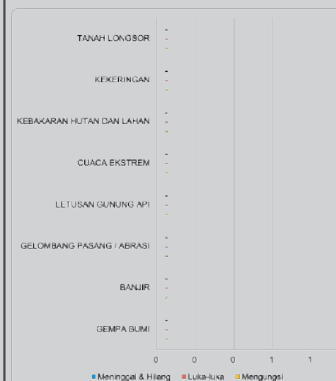 TANAH LONGSOR
-
-
-
KEKERINGAN
-
-
-
KEBAKARAN HUTAN DAN LAHAN
-
-
-
CUACA EKSTREM
-
-
-
LETUSAN GUNUNG API
-
-
-
GELOMBANG PASANG / ABRASI
-
-
-
BANJIR
-
-
-
GEMPA BUMI
-
-
-
0 0 0 1 1
Meninggal & Hilang Luka-luka Mengungsi